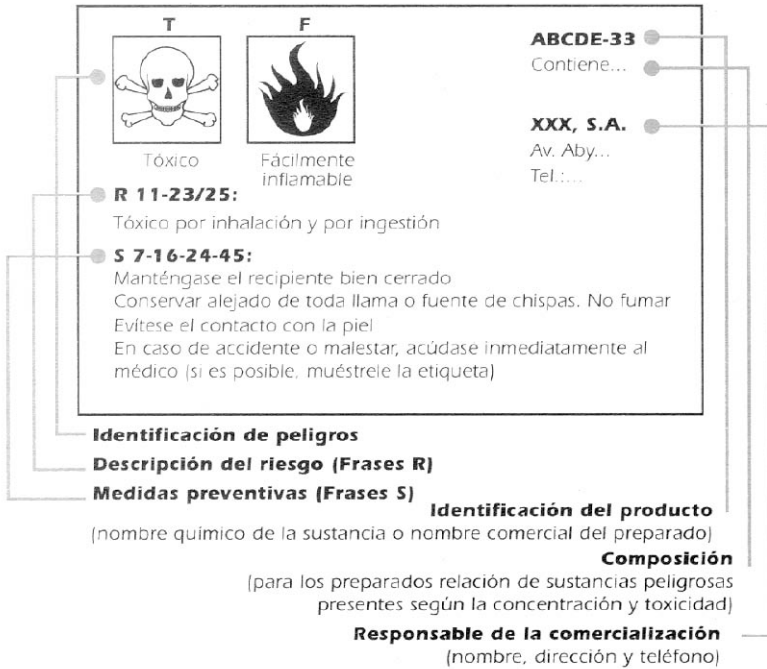 T F
ABCDE-33
Contiene...
XXX, S.A.
Av. Aby...
Tel.:...
Tóxico
Fácilmente
inflamable
R 11-23/25:
Tóxico por inhalación y por ingestión
S 7-16-24-45:
Manténgase el recipiente bien cerrado
Conservar alejado de toda llama o fuente de chispas. No fumar
Evítese el contacto con la piel
En caso de accidente o malestar, acúdase inmediatamente al
médico (si es posible, muéstrele la etiqueta)
Identificación de peligros
Descripción del riesgo (Frases R)
Medidas preventivas (Frases S)
Identificación del producto
(nombre químico de la sustancia o nombre comercial del preparado)
Composición
(para los preparados relación de sustancias peligrosas
presentes según la concentración y toxicidad)
Responsable de la comercialización
(nombre, dirección y teléfono)